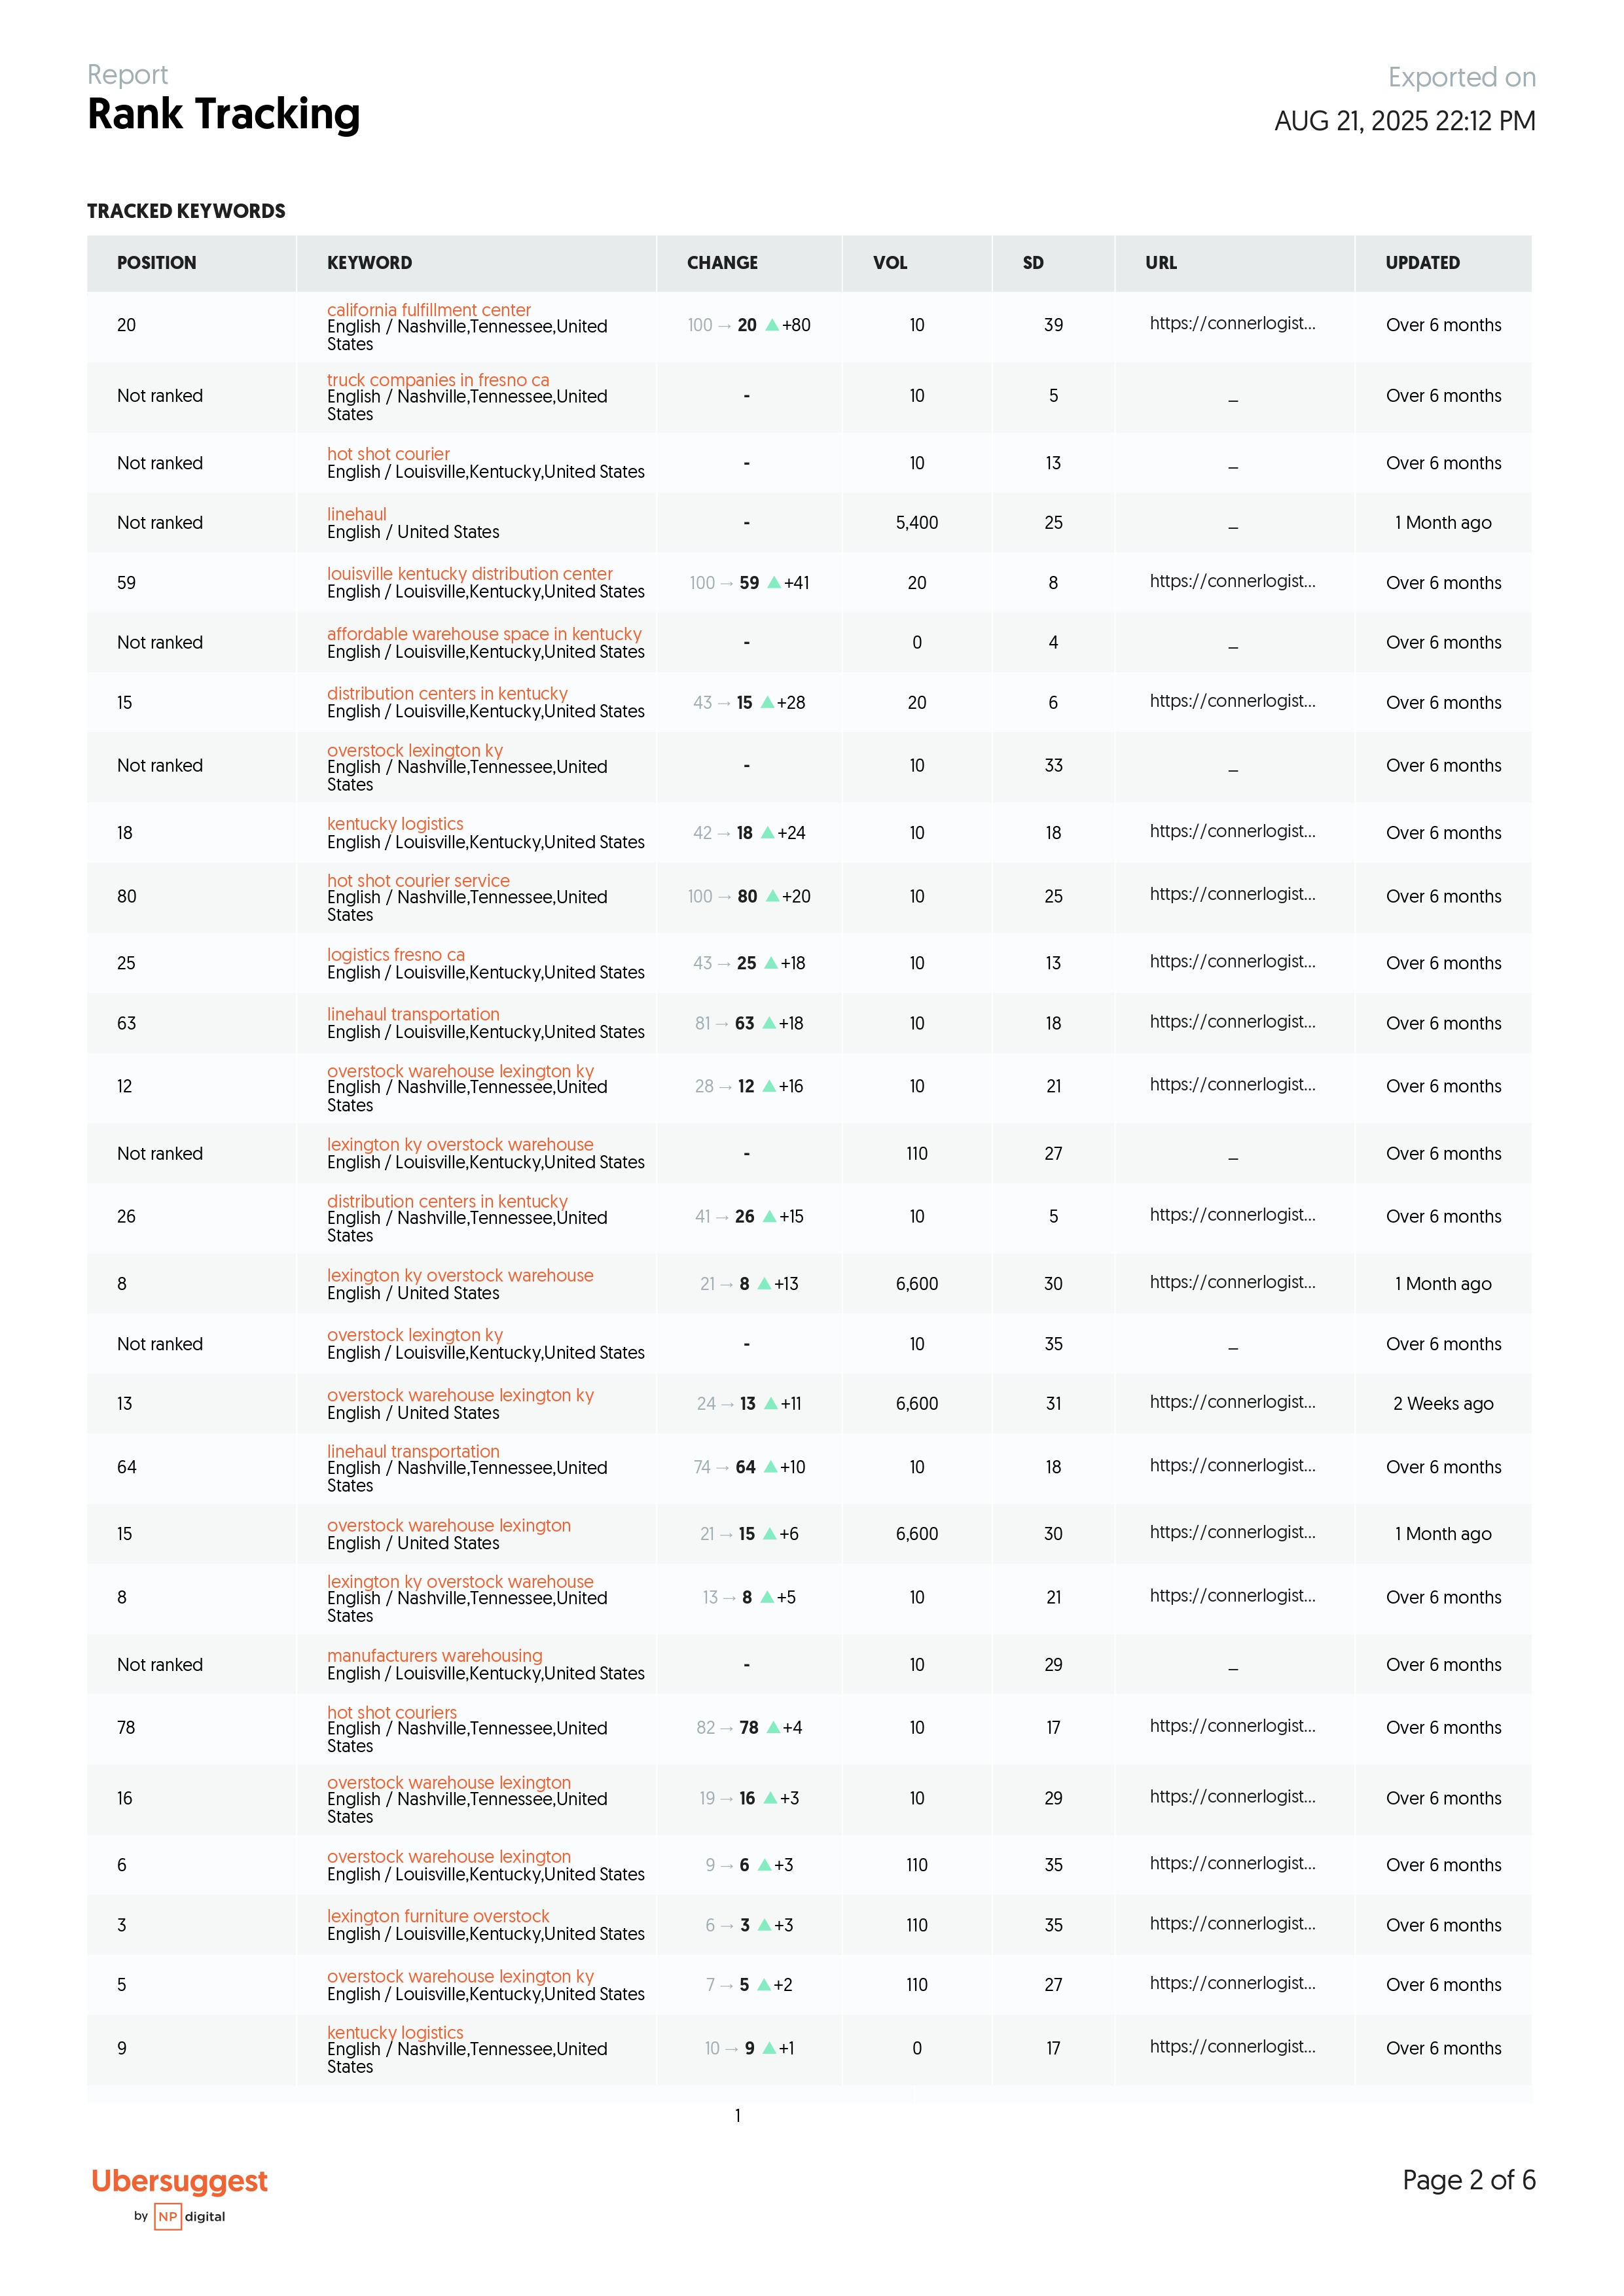 Report
Rank Tracking
Exported on
AUG 21, 2025 22:12 PM
TRACKED KEYWORDS
POSITION KEYWORD CHANGE VOL SD URL UPDATED
20 california fulfillment center 100 → 20 ▲+80 10 39 https://connerlogist... Over 6 months
English / Nashville,Tennessee,United
States
Not ranked truck companies in fresno ca - 10 5 _ Over 6 months
English / Nashville,Tennessee,United
States
Not ranked hot shot courier - 10 13 _ Over 6 months
English / Louisville,Kentucky,United States
Not ranked linehaul - 5,400 25 _ 1 Month ago
English / United States
59 louisville kentucky distribution center 100 → 59 ▲+41 20 8 https://connerlogist... Over 6 months
English / Louisville,Kentucky,United States
Not ranked affordable warehouse space in kentucky - 0 4 _ Over 6 months
English / Louisville,Kentucky,United States
15 distribution centers in kentucky 43 → 15 ▲+28 20 6 https://connerlogist... Over 6 months
English / Louisville,Kentucky,United States
Not ranked overstock lexington ky - 10 33 _ Over 6 months
English / Nashville,Tennessee,United
States
18 kentucky logistics 42 → 18 ▲+24 10 18 https://connerlogist... Over 6 months
English / Louisville,Kentucky,United States
80 hot shot courier service 100 → 80 ▲+20 10 25 https://connerlogist... Over 6 months
English / Nashville,Tennessee,United
States
25 logistics fresno ca 43 → 25 ▲+18 10 13 https://connerlogist... Over 6 months
English / Louisville,Kentucky,United States
63 linehaul transportation 81 → 63 ▲+18 10 18 https://connerlogist... Over 6 months
English / Louisville,Kentucky,United States
12 overstock warehouse lexington ky 28 → 12 ▲+16 10 21 https://connerlogist... Over 6 months
English / Nashville,Tennessee,United
States
Not ranked lexington ky overstock warehouse - 110 27 _ Over 6 months
English / Louisville,Kentucky,United States
26 distribution centers in kentucky 41 → 26 ▲+15 10 5 https://connerlogist... Over 6 months
English / Nashville,Tennessee,United
States
8 lexington ky overstock warehouse 21 → 8 ▲+13 6,600 30 https://connerlogist... 1 Month ago
English / United States
Not ranked overstock lexington ky - 10 35 _ Over 6 months
English / Louisville,Kentucky,United States
13 overstock warehouse lexington ky 24 → 13 ▲+11 6,600 31 https://connerlogist... 2 Weeks ago
English / United States
64 linehaul transportation 74 → 64 ▲+10 10 18 https://connerlogist... Over 6 months
English / Nashville,Tennessee,United
States
15 overstock warehouse lexington 21 → 15 ▲+6 6,600 30 https://connerlogist... 1 Month ago
English / United States
8 lexington ky overstock warehouse 13 → 8 ▲+5 10 21 https://connerlogist... Over 6 months
English / Nashville,Tennessee,United
States
Not ranked manufacturers warehousing - 10 29 _ Over 6 months
English / Louisville,Kentucky,United States
78 hot shot couriers 82 → 78 ▲+4 10 17 https://connerlogist... Over 6 months
English / Nashville,Tennessee,United
States
16 overstock warehouse lexington 19 → 16 ▲+3 10 29 https://connerlogist... Over 6 months
English / Nashville,Tennessee,United
States
6 overstock warehouse lexington 9 → 6 ▲+3 110 35 https://connerlogist... Over 6 months
English / Louisville,Kentucky,United States
3 lexington furniture overstock 6 → 3 ▲+3 110 35 https://connerlogist... Over 6 months
English / Louisville,Kentucky,United States
5 overstock warehouse lexington ky 7 → 5 ▲+2 110 27 https://connerlogist... Over 6 months
English / Louisville,Kentucky,United States
9 kentucky logistics 10 → 9 ▲+1 0 17 https://connerlogist... Over 6 months
English / Nashville,Tennessee,United
States
1
Ubersuggest
by NP digital
Page 2 of 6